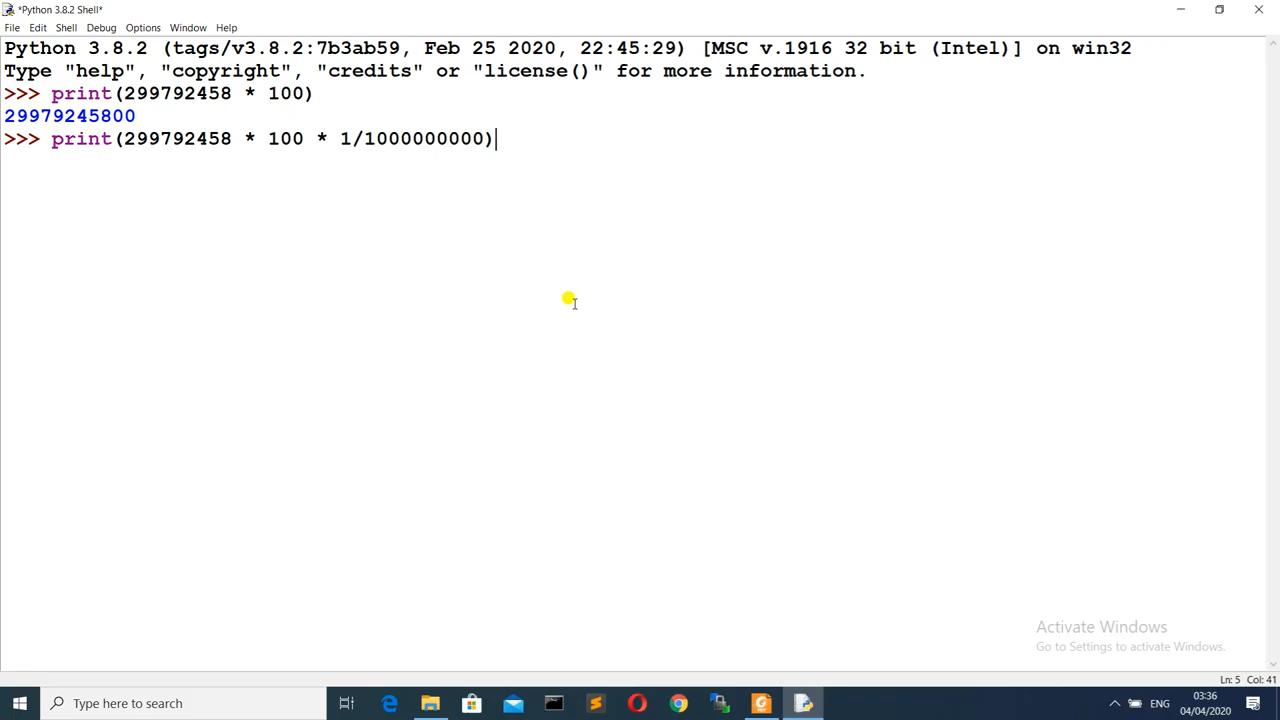 *Python 3.8.2 Shell*
File Edit Shell Debug Options Window Help
Python 3.8.2 (tags/v3.8.2:7b3ab59, Feb 25 2020, 22:45:29) [MSC v.1916 32 bit (Intel)] on win32
Type "help", "copyright", "credits" or "license()" for more information.
>>> print(299792458 * 100)
29979245800
>>> print(299792458 * 100 * 1/1000000000)
Activate Windows
Go to Settings to activate Windows.
Ln: 5 Col: 41
Type here to search
ENG
03:36
04/04/2020